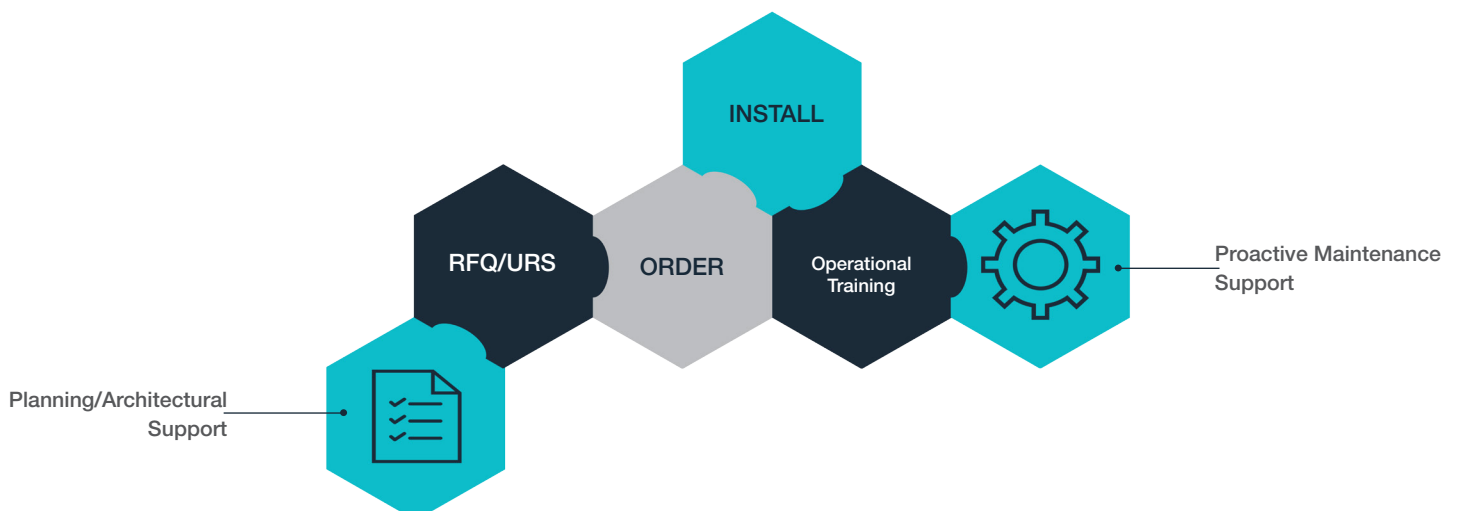 INSTALL
RFQ/URS
ORDER
Operational
Training
Proactive Maintenance
Support
Planning/Architectural
Support